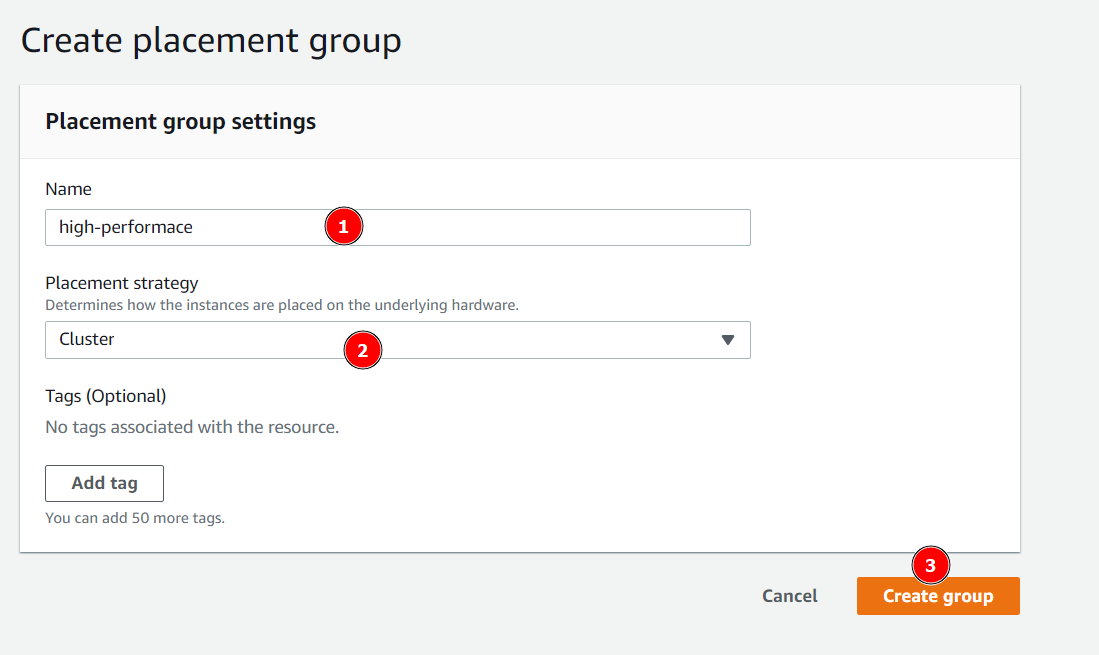 Create placement group
Placement group settings
Name
high-performace
1
Placement strategy
Determines how the instances are placed on the underlying hardware.
Cluster
2
Tags (Optional)
No tags associated with the resource.
Add tag
You can add 50 more tags.
3
Cancel
Create group